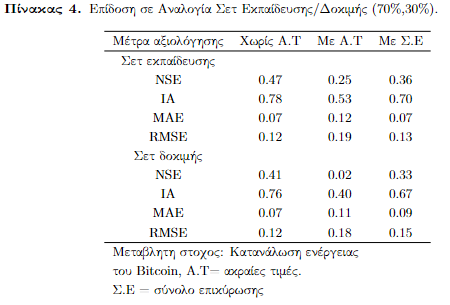 Πίνακας 4. Επίδοση σε Αναλογία Σετ Εκπαίδευσης/Δοκιμής (70%,30%).
Μέτρα αξιολόγησης Χωρίς Α.Τ Με Α.Τ Με Σ.Ε
Σετ εκπαίδευσης
NSE 0.47 0.25 0.36
IA 0.78 0.53 0.70
MAE 0.07 0.12 0.07
RMSE 0.12 0.19 0.13
Σετ δοκιμής
NSE 0.41 0.02 0.33
IA 0.76 0.40 0.67
MAE 0.07 0.11 0.09
RMSE 0.12 0.18 0.15
Μεταβλητη στοχος: Κατανάλωση ενέργειας
του Bitcoin, Α.Τ= ακραίες τιμές.
Σ.Ε = σύνολο επικύρωσης